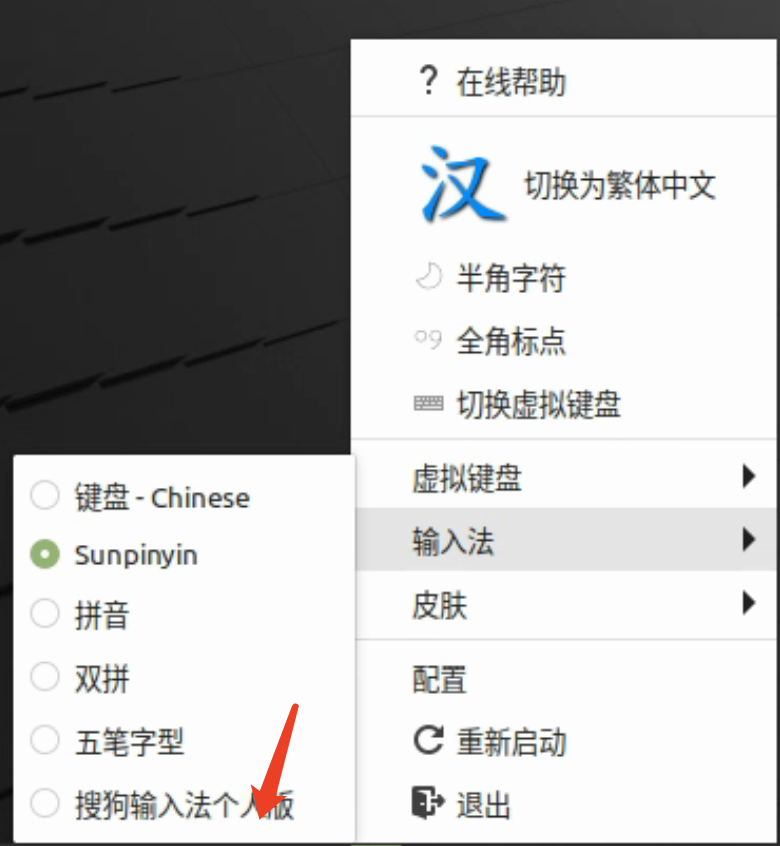 ? 在线帮助
汉 切换为繁体中文
半角字符
全角标点
切换虚拟键盘
虚拟键盘
输入法
皮肤
配置
重新启动
退出
键盘 - Chinese
Sunpinyin
拼音
双拼
五笔字型
搜狗输入法个人版